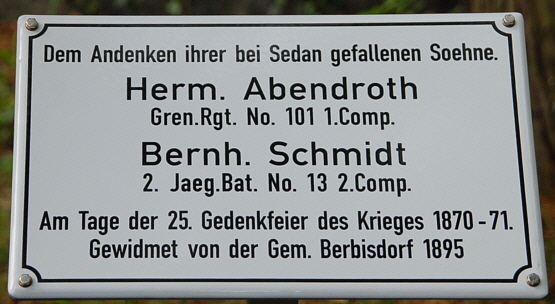 Dem Andenken ihrer bei Sedan gefallenen Soehne.
Herm. Abendroth
Gren.Rgt. No. 101 1.Comp.
Bernh. Schmidt
2. Jaeg.Bat. No. 13 2.Comp.
Am Tage der 25. Gedenkfeier des Krieges 1870-71.
Gewidmet von der Gem. Berbisdorf 1895